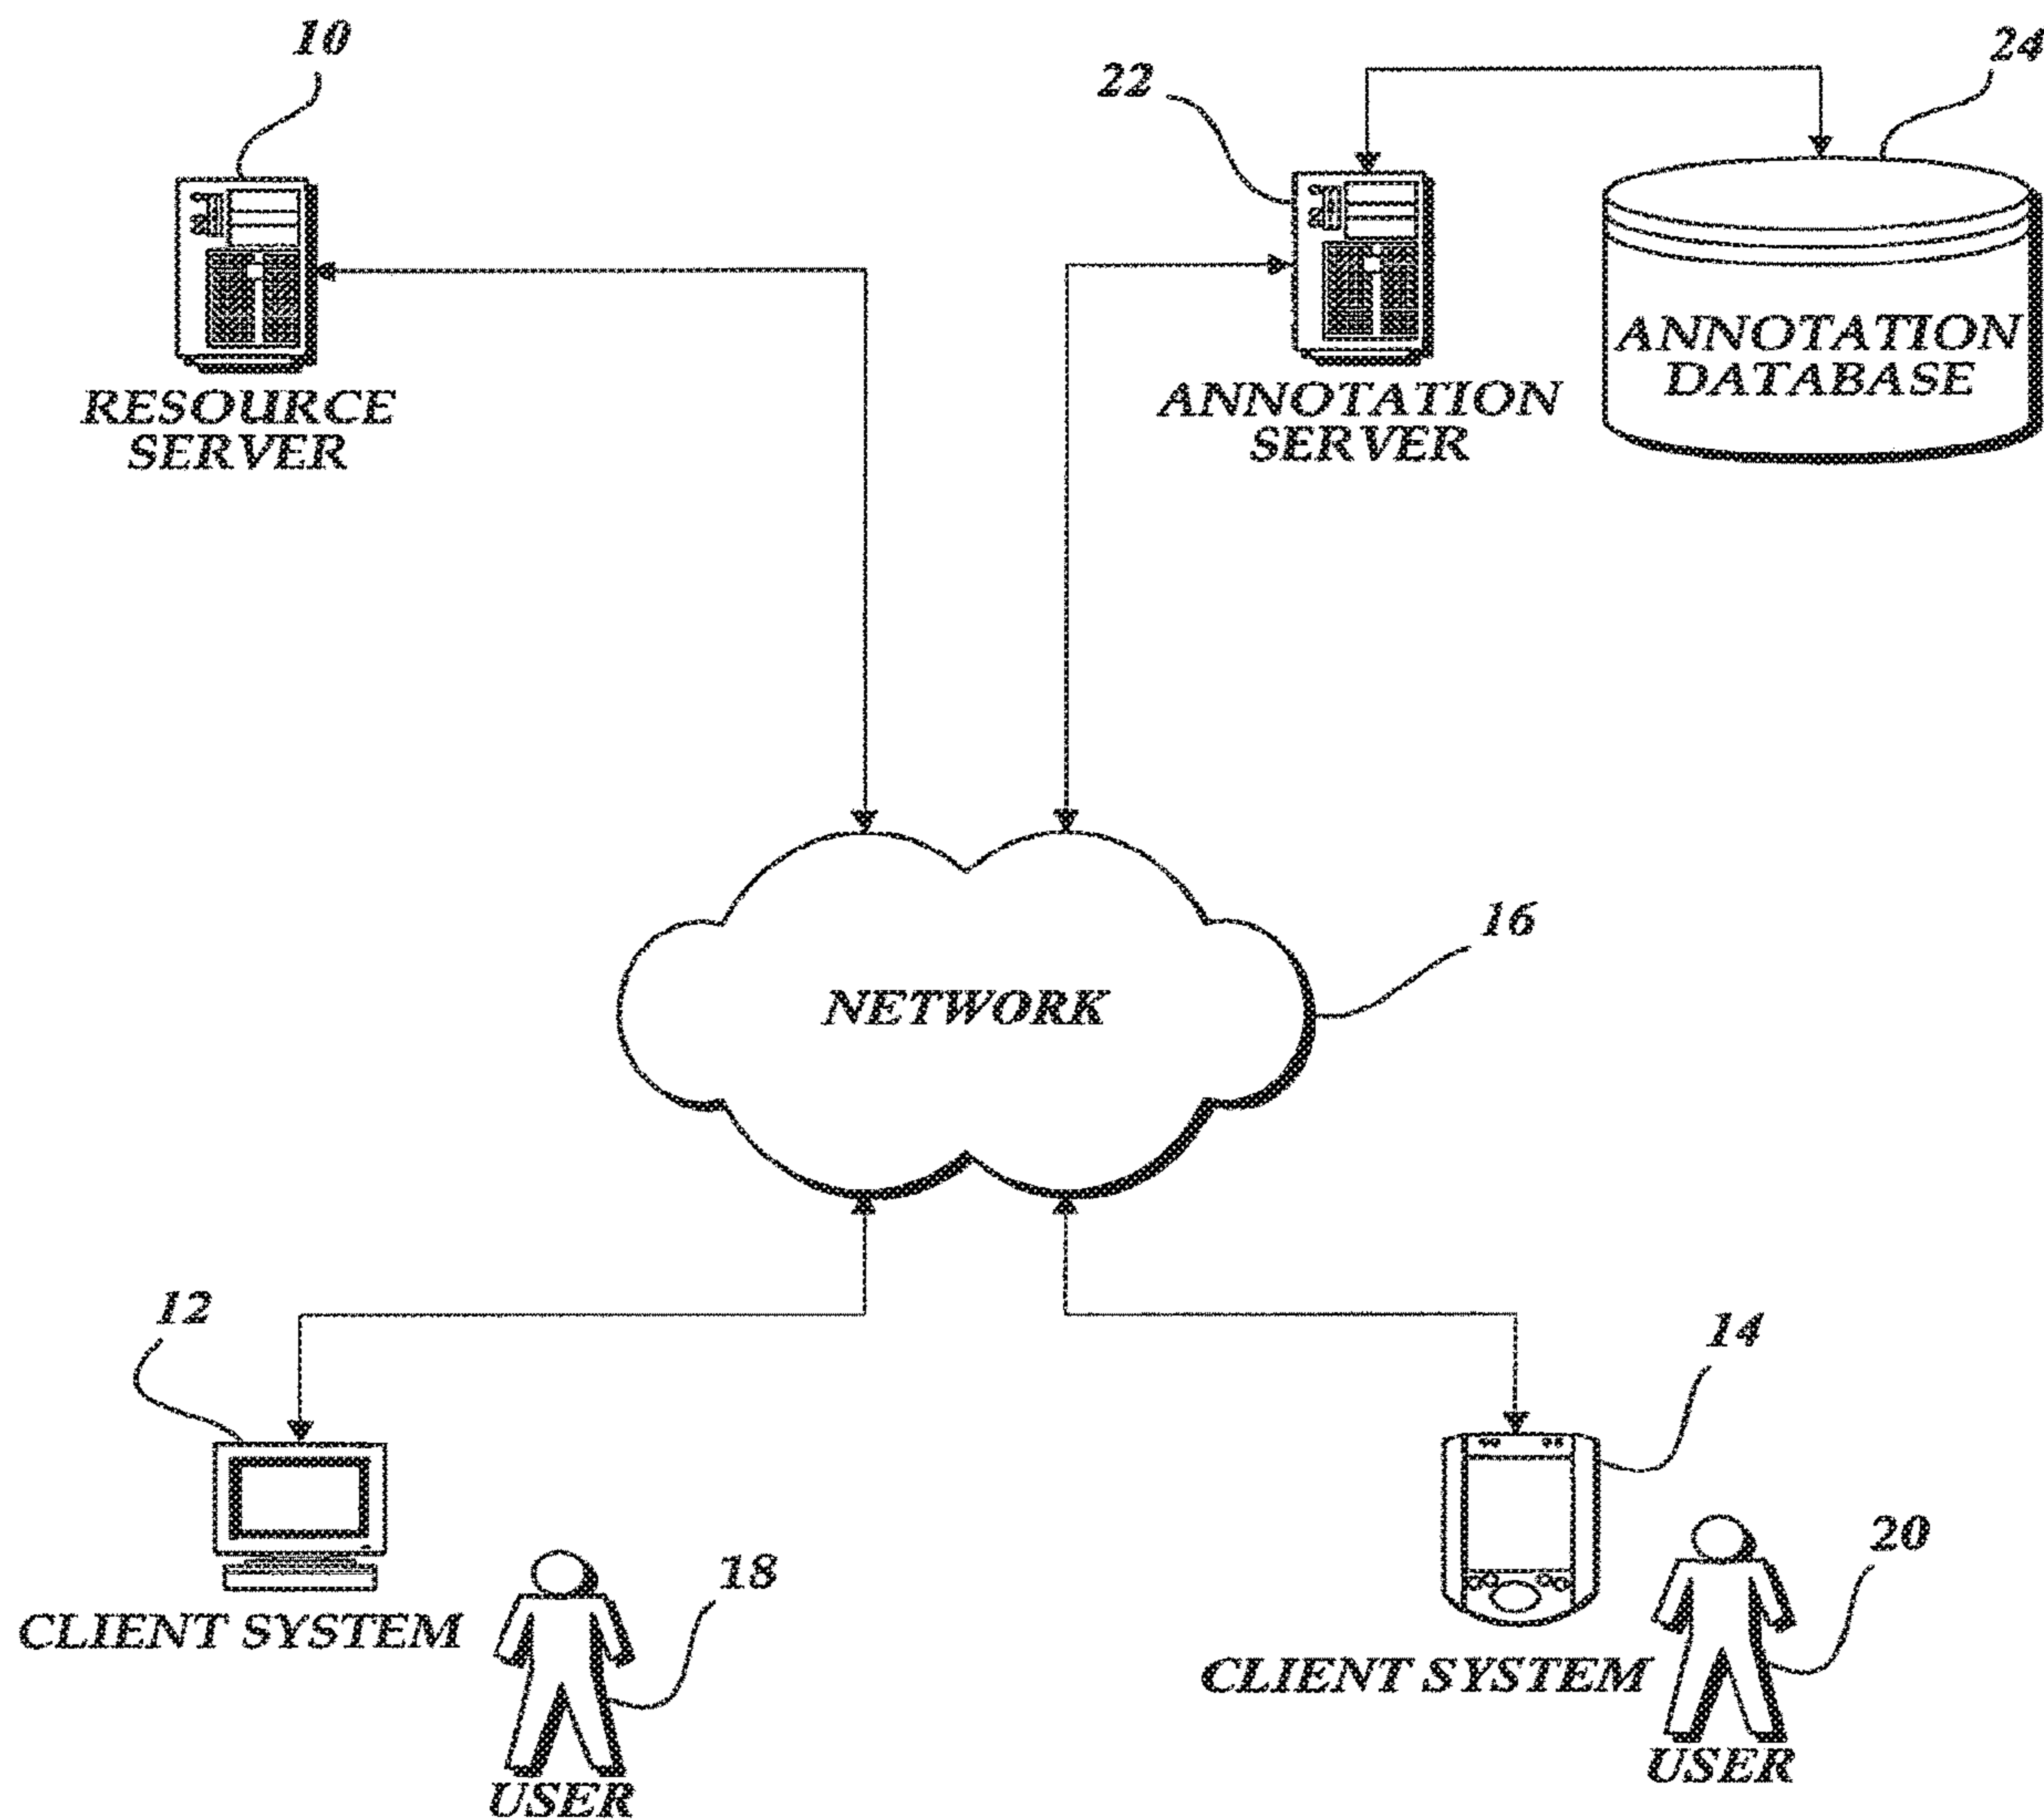 10
22
24
RESOURCE
SERVER
ANNOTATION
SERVER
ANNOTATION
DATABASE
16
NETWORK
12
14
18
20
CLIENT SYSTEM
CLIENT SYSTEM
USER
USER